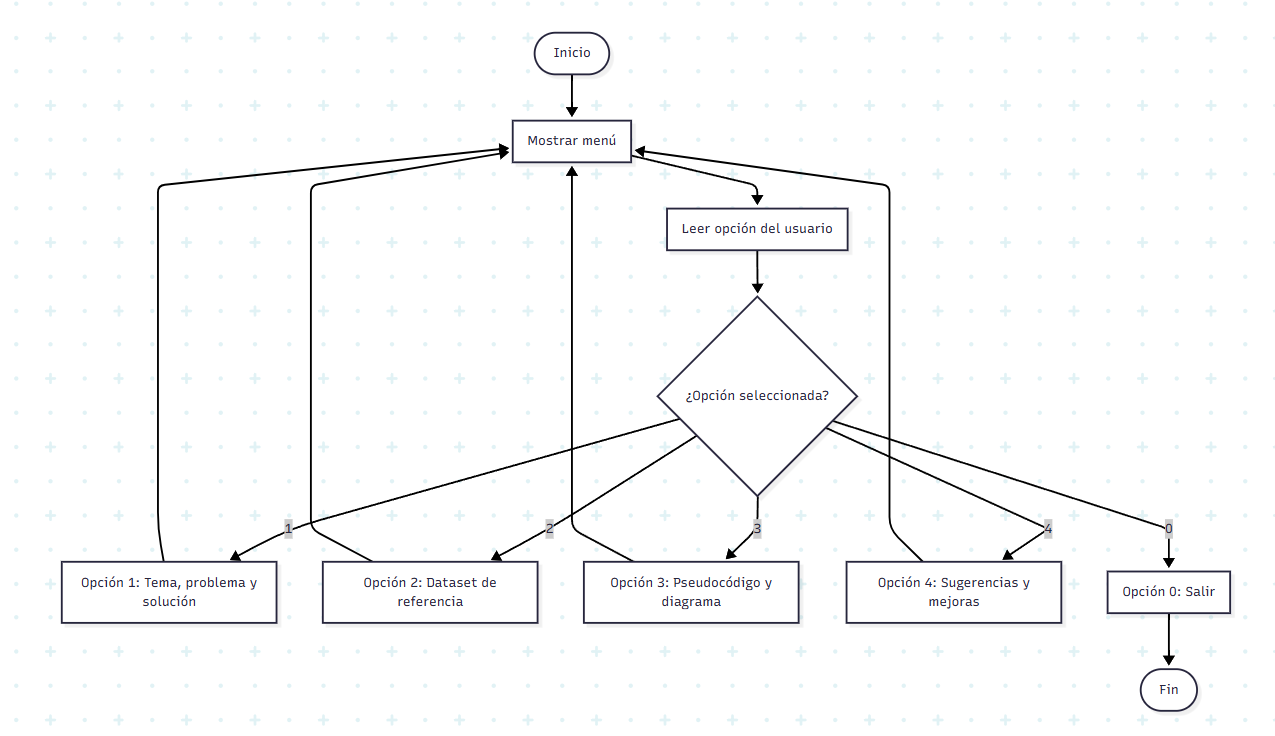 Inicio
Mostrar menú
Leer opción del usuario
¿Opción seleccionada?
1
2
3
4
0
Opción 1: Tema, problema y
solución
Opción 2: Dataset de
referencia
Opción 3: Pseudocódigo y
diagrama
Opción 4: Sugerencias y
mejoras
Opción 0: Salir
Fin